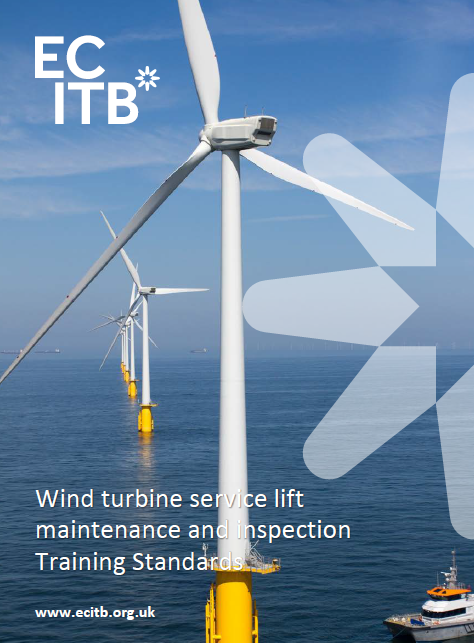 EC
ITB
Wind turbine service lift
maintenance and inspection
Training Standards
www.ecitb.org.uk